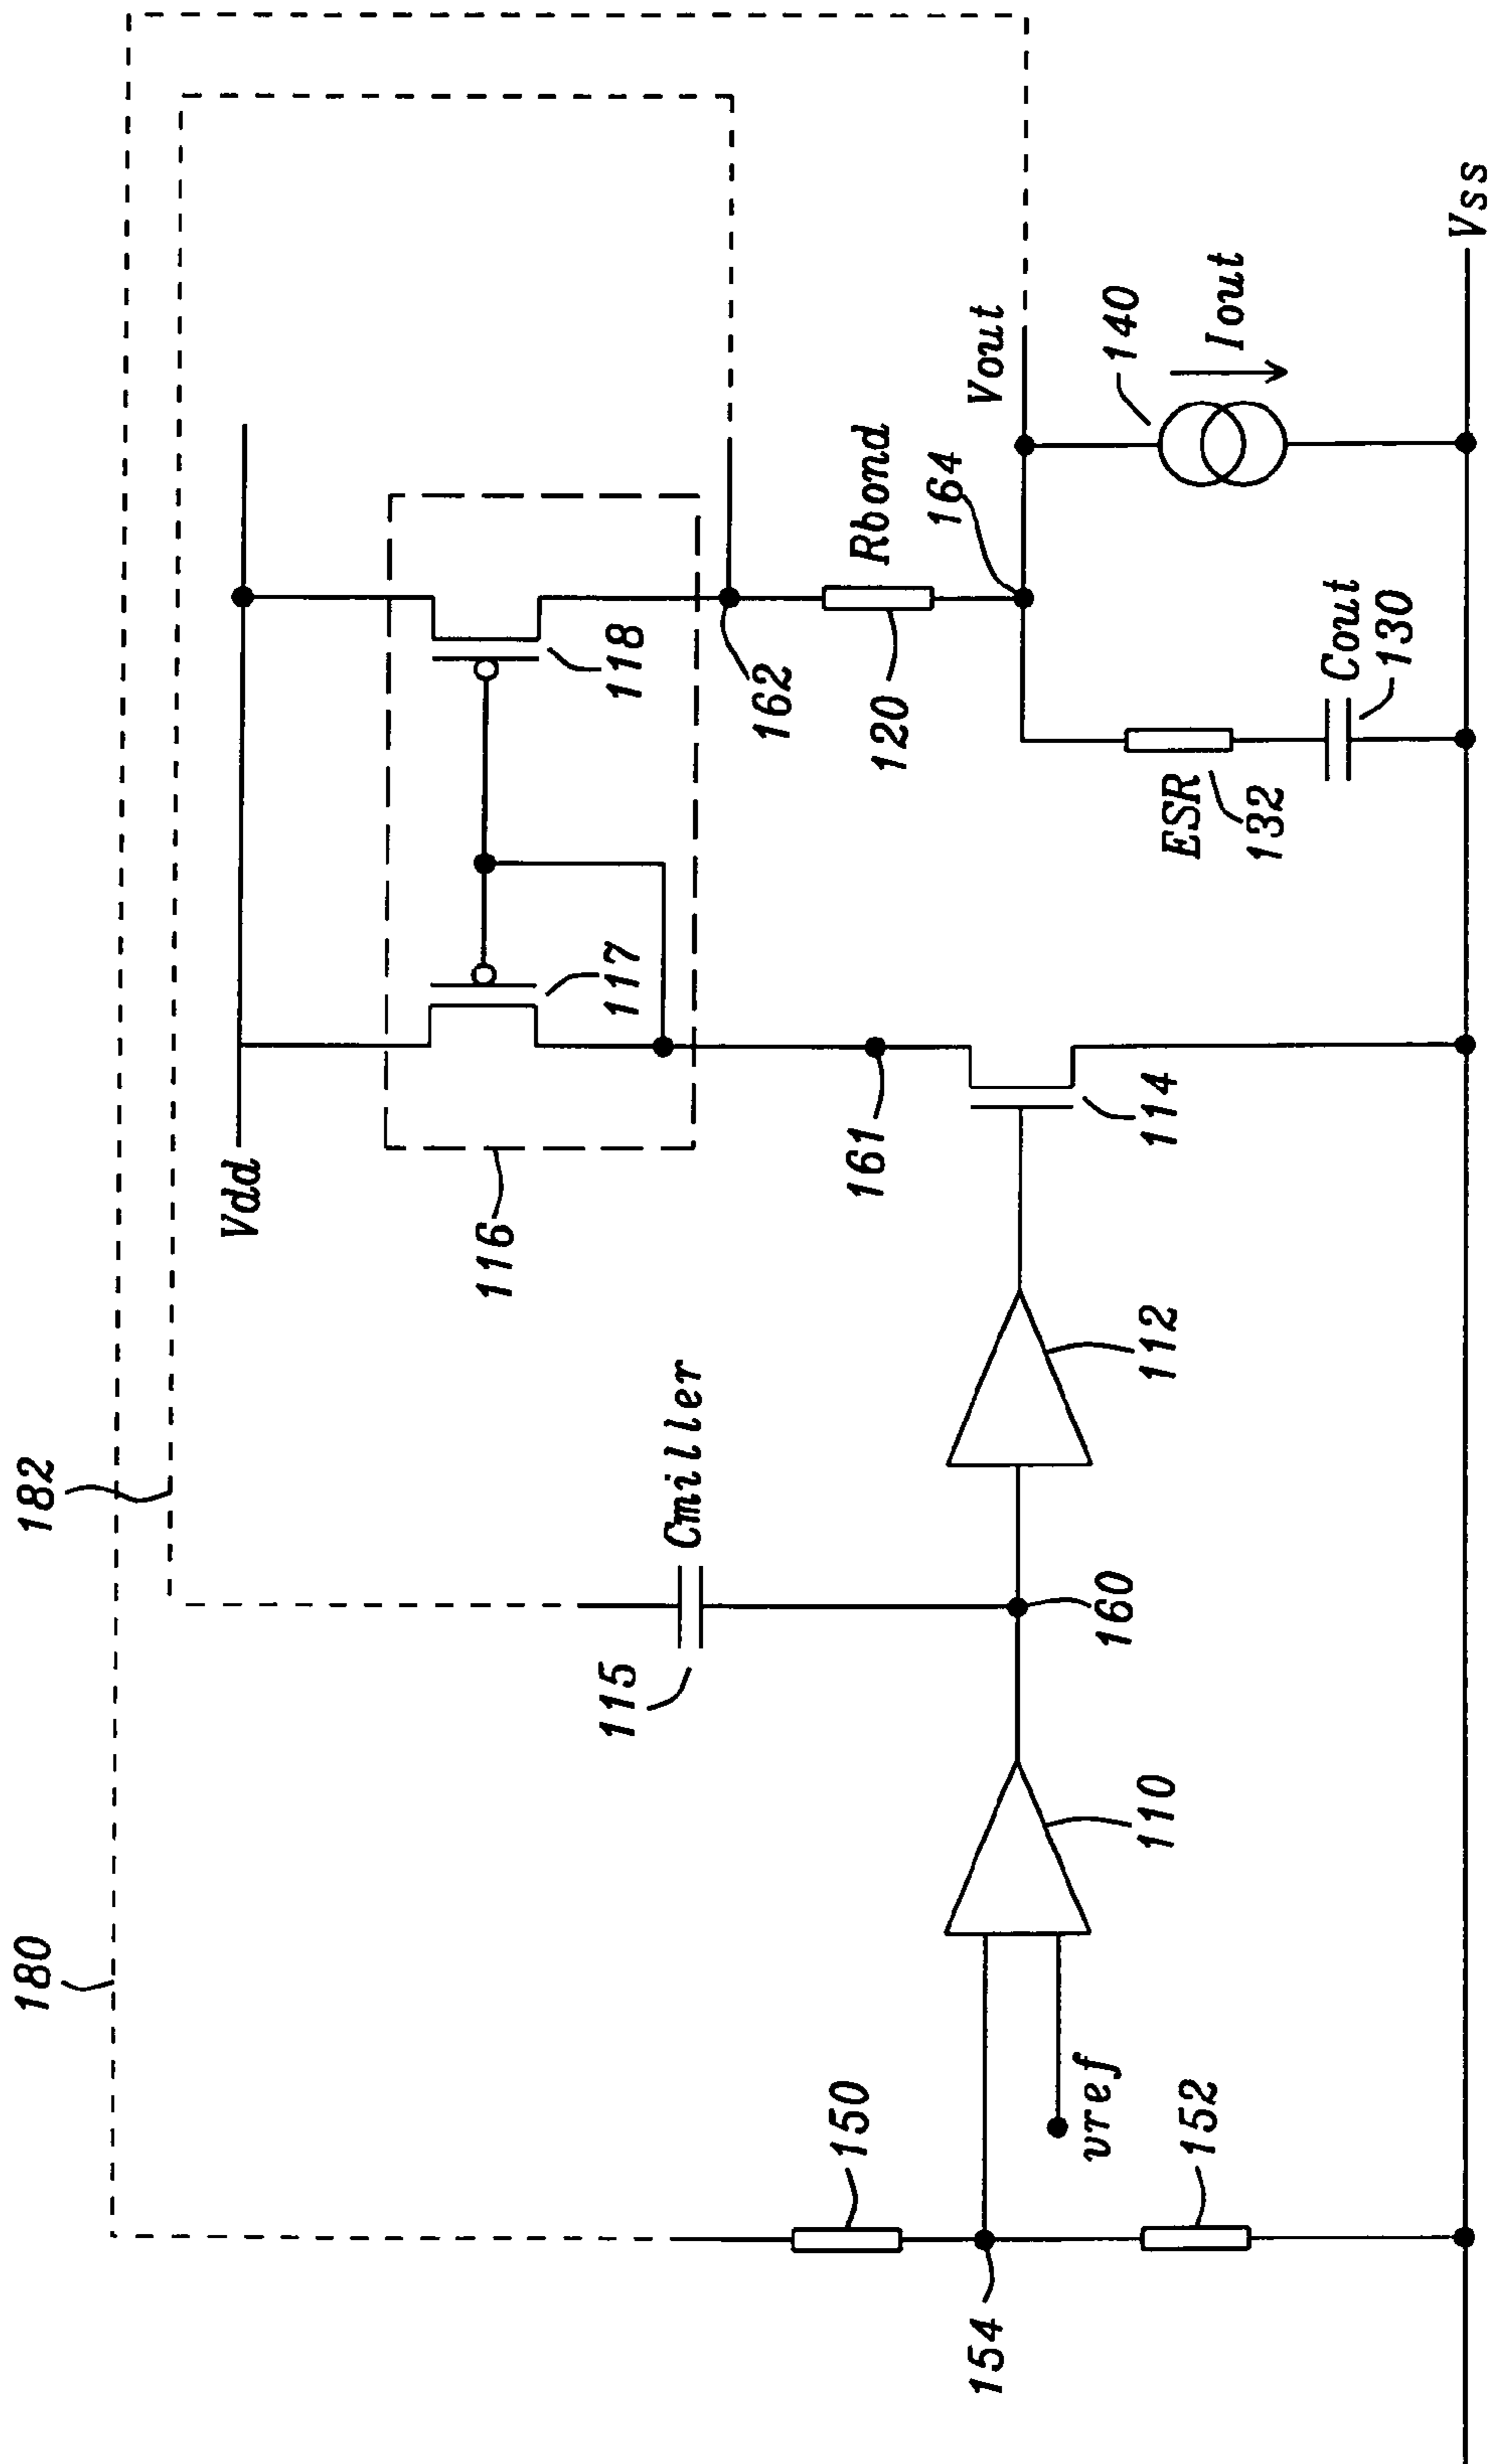 180
182
Vdd
116
117
118
162
Rbond
120
164
Vout
140
Iout
Cout
130
ESR
132
Vss
161
114
Cmiller
115
160
112
110
150
154
vref
152